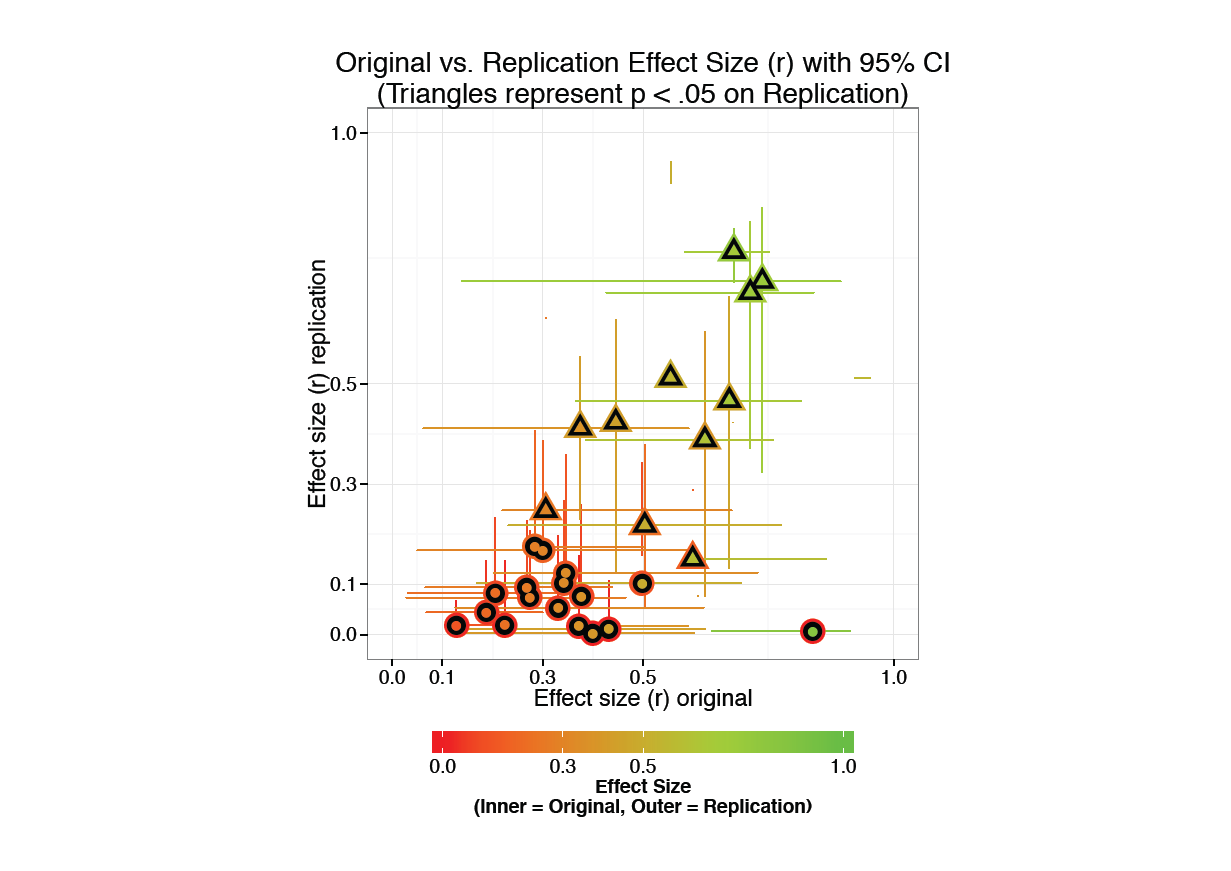 Original vs. Replication Effect Size (r) with 95% CI
(Triangles represent p < .05 on Replication)
Effect size (r) replication
1.0
0.5
0.3
0.1
0.0
0.0 0.1 0.3 0.5 1.0
Effect size (r) original
0.0 0.3 0.5 1.0
Effect Size
(Inner = Original, Outer = Replication)